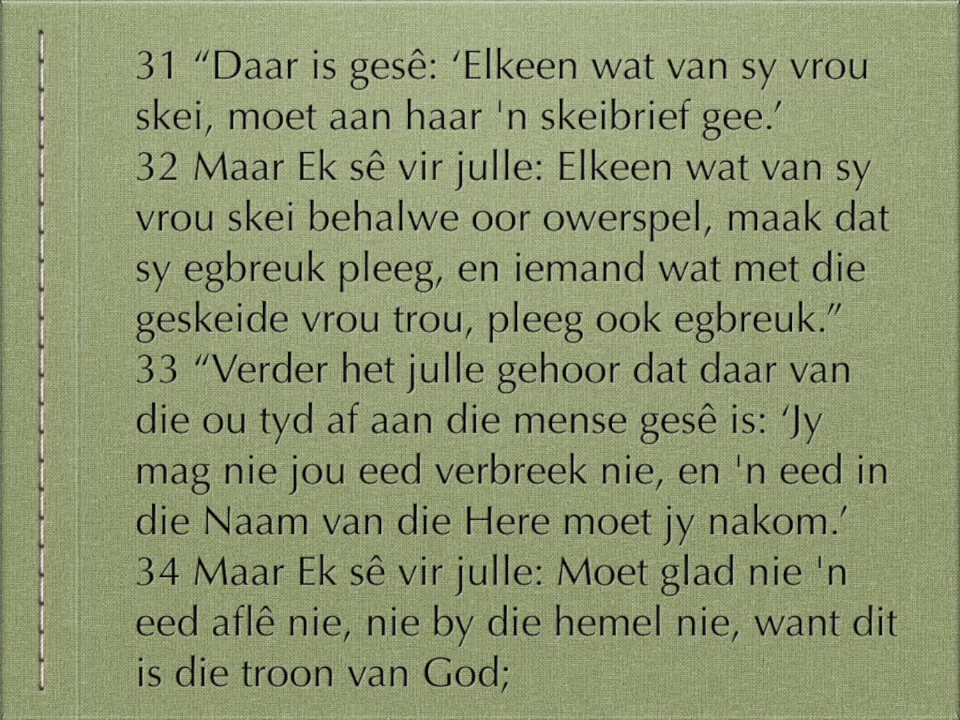 31 “Daar is gesê: ‘Elkeen wat van sy vrou
skei, moet aan haar 'n skeibrief gee.’
32 Maar Ek sê vir julle: Elkeen wat van sy
vrou skei behalwe oor owerspel, maak dat
sy egbreuk pleeg, en iemand wat met die
geskeide vrou trou, pleeg ook egbreuk.”
33 “Verder het julle gehoor dat daar van
die ou tyd af aan die mense gesê is: ‘Jy
mag nie jou eed verbreek nie, en 'n eed in
die Naam van die Here moet jy nakom.’
34 Maar Ek sê vir julle: Moet glad nie 'n
eed aflê nie, nie by die hemel nie, want dit
is die troon van God;